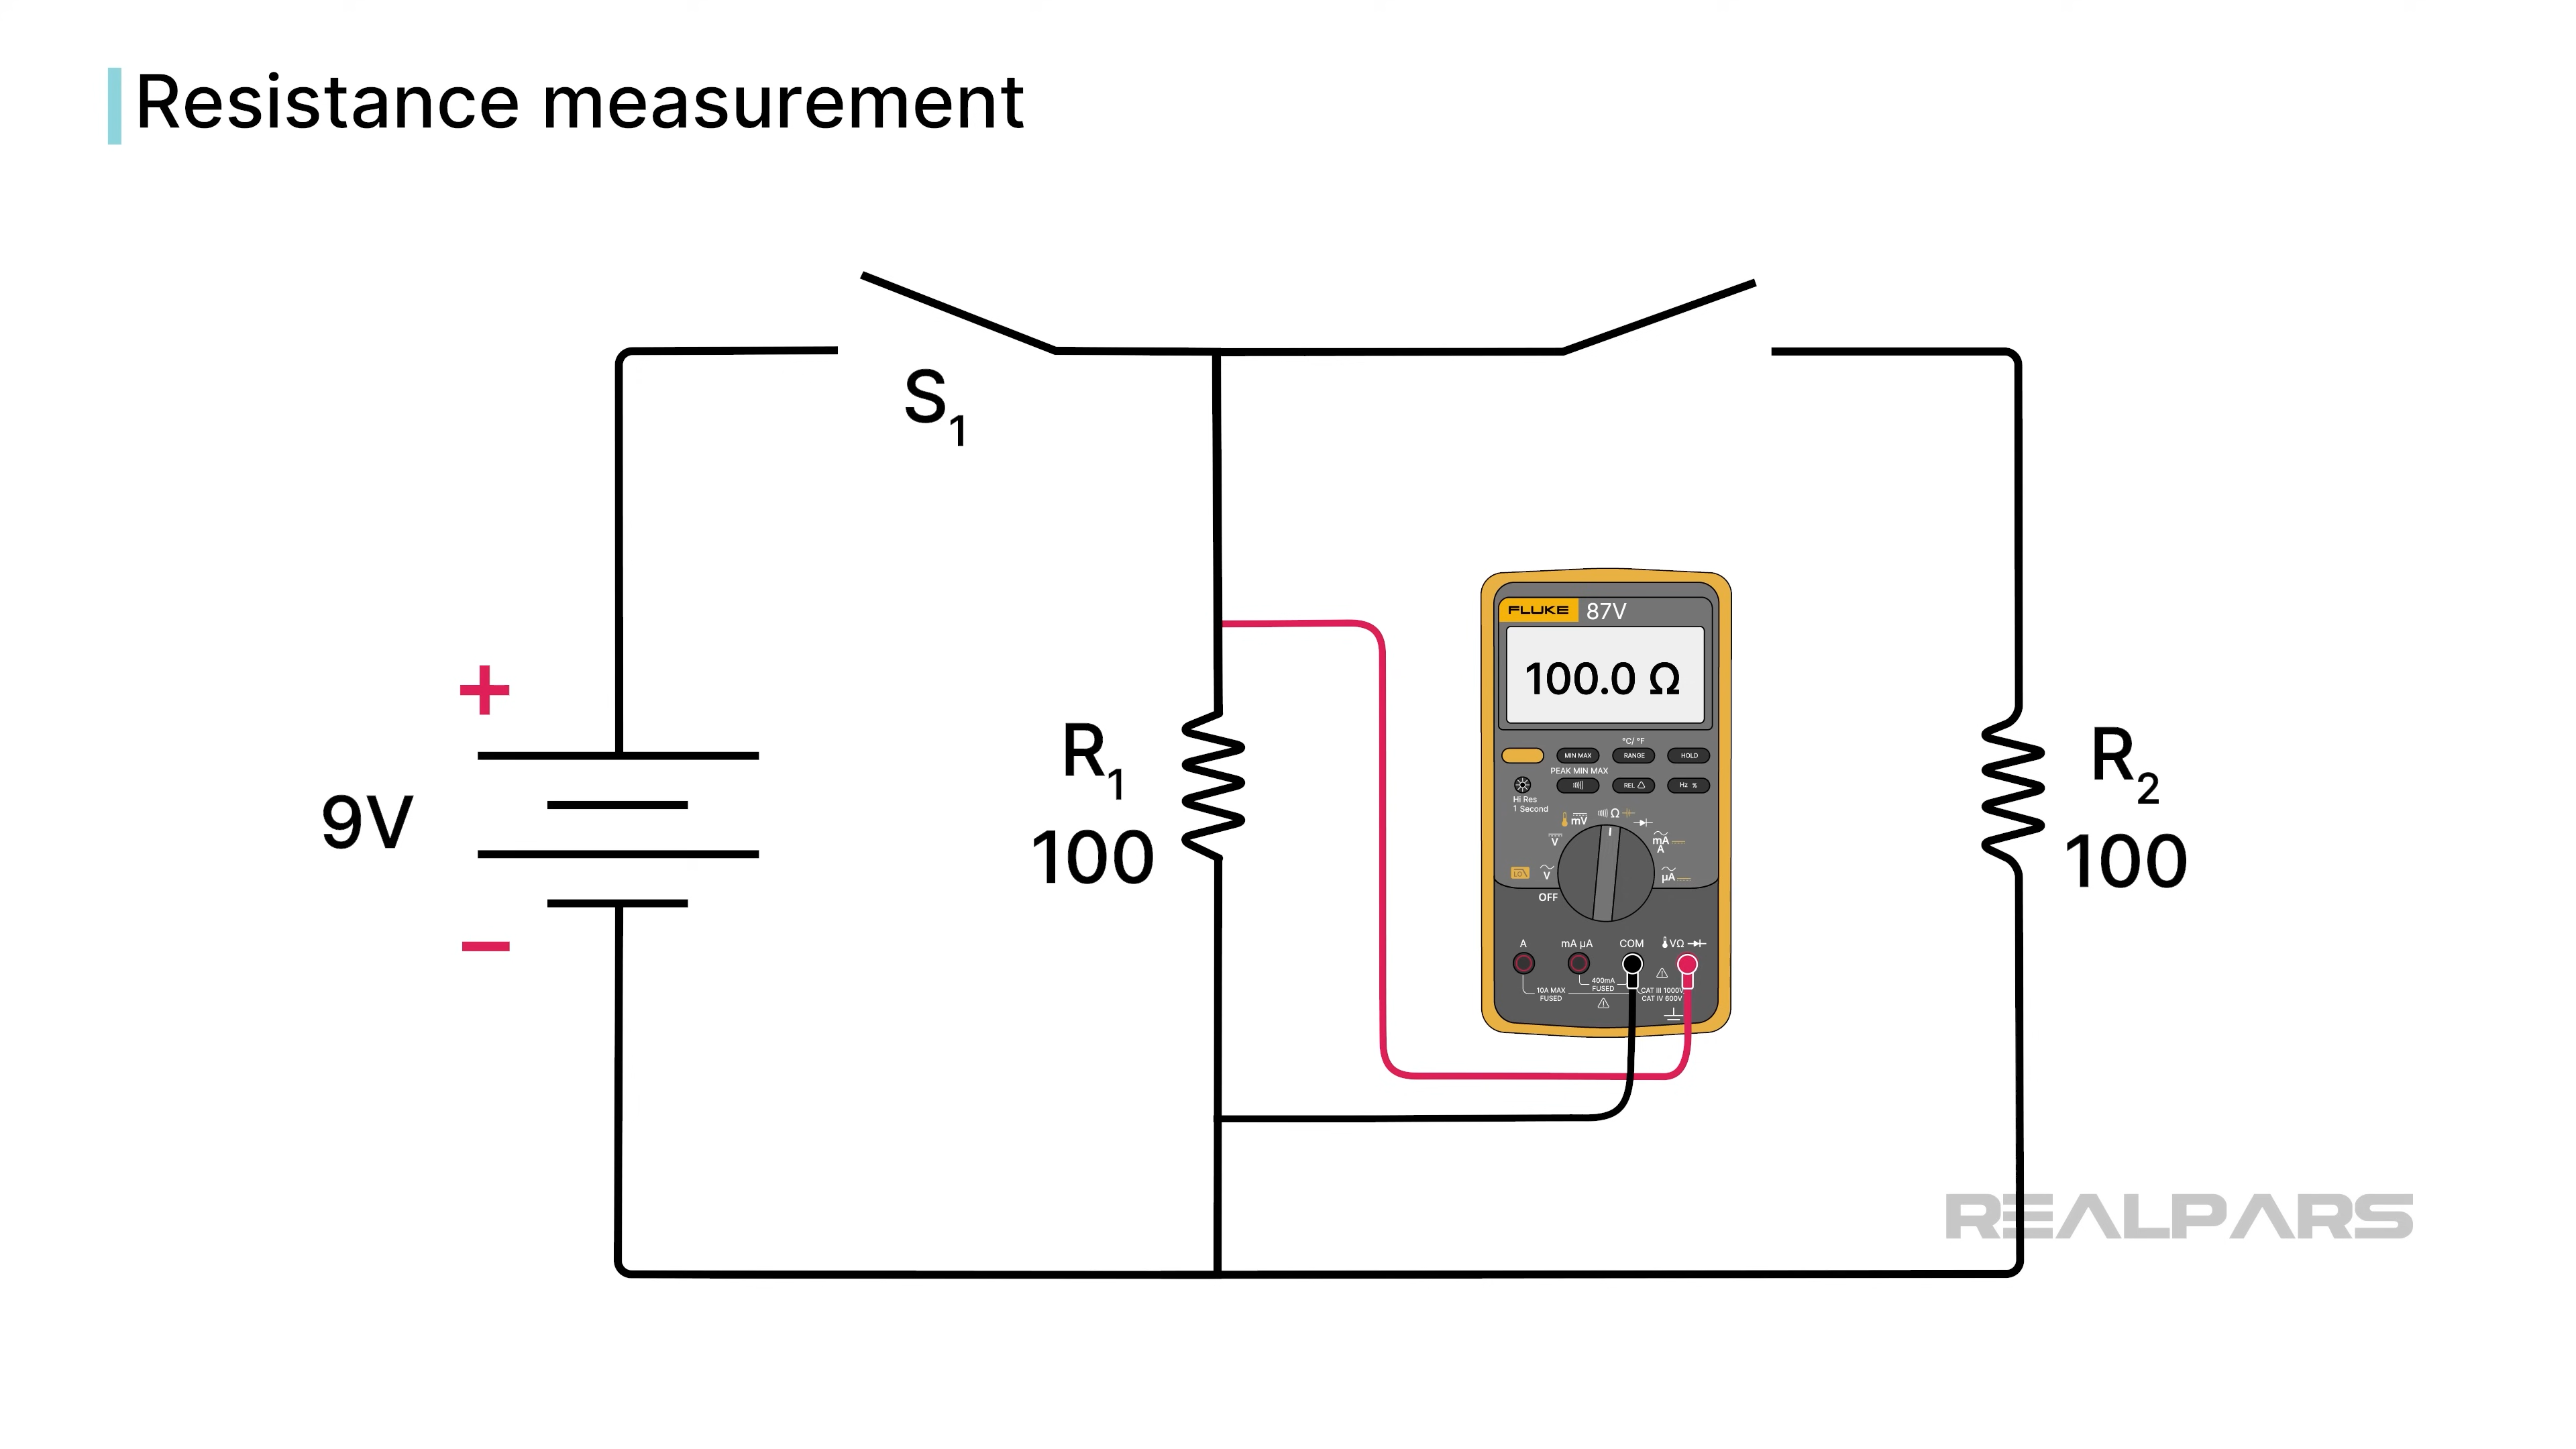 Resistance measurement
S1
+
9V
−
R1
100
R2
100
FLUKE 87V
100.0 Ω
°C/ °F
MIN MAX RANGE HOLD
PEAK MIN MAX
REL △ Hz %
Hi Res
1 Second
mV Ω
V mA
A
LO V µA
OFF
A mA µA COM VΩ
400mA
FUSED
10A MAX
FUSED
CAT III 1000V
CAT IV 600V
REALPARS